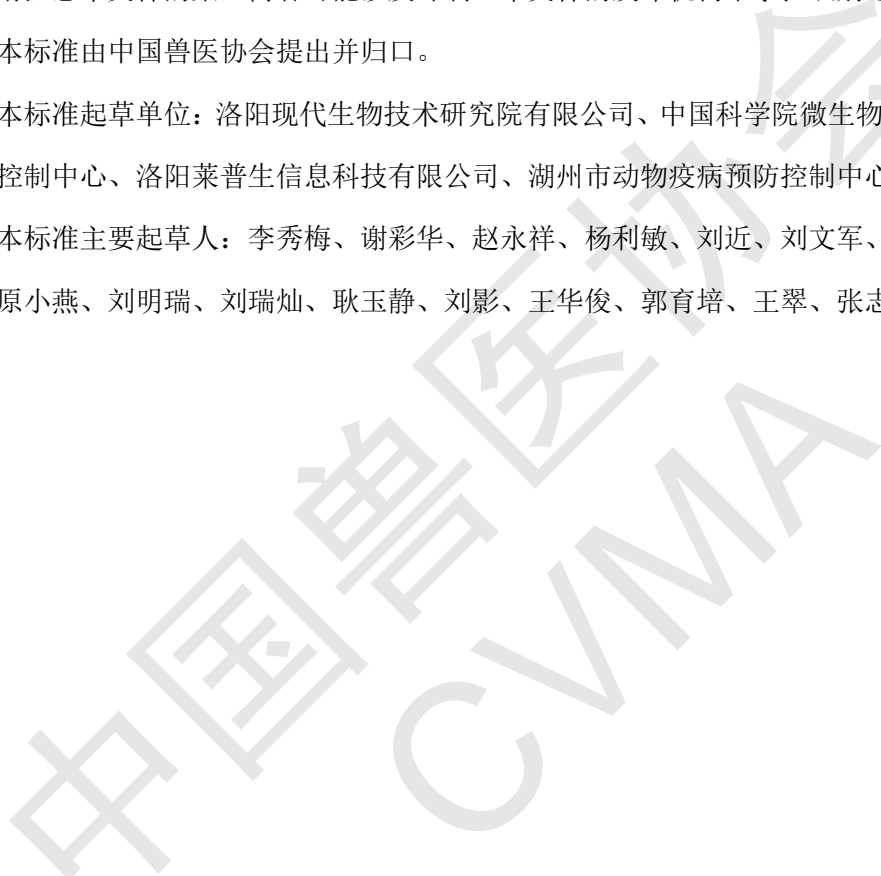 本标准由中国兽医协会提出并归口。
本标准起草单位：洛阳现代生物技术研究院有限公司、中国科学院微生物
控制中心、洛阳莱普生信息科技有限公司、湖州市动物疫病预防控制中心
本标准主要起草人：李秀梅、谢彩华、赵永祥、杨利敏、刘近、刘文军、
原小燕、刘明瑞、刘瑞灿、耿玉静、刘影、王华俊、郭育培、王翠、张志
中国兽医协会
CVMA